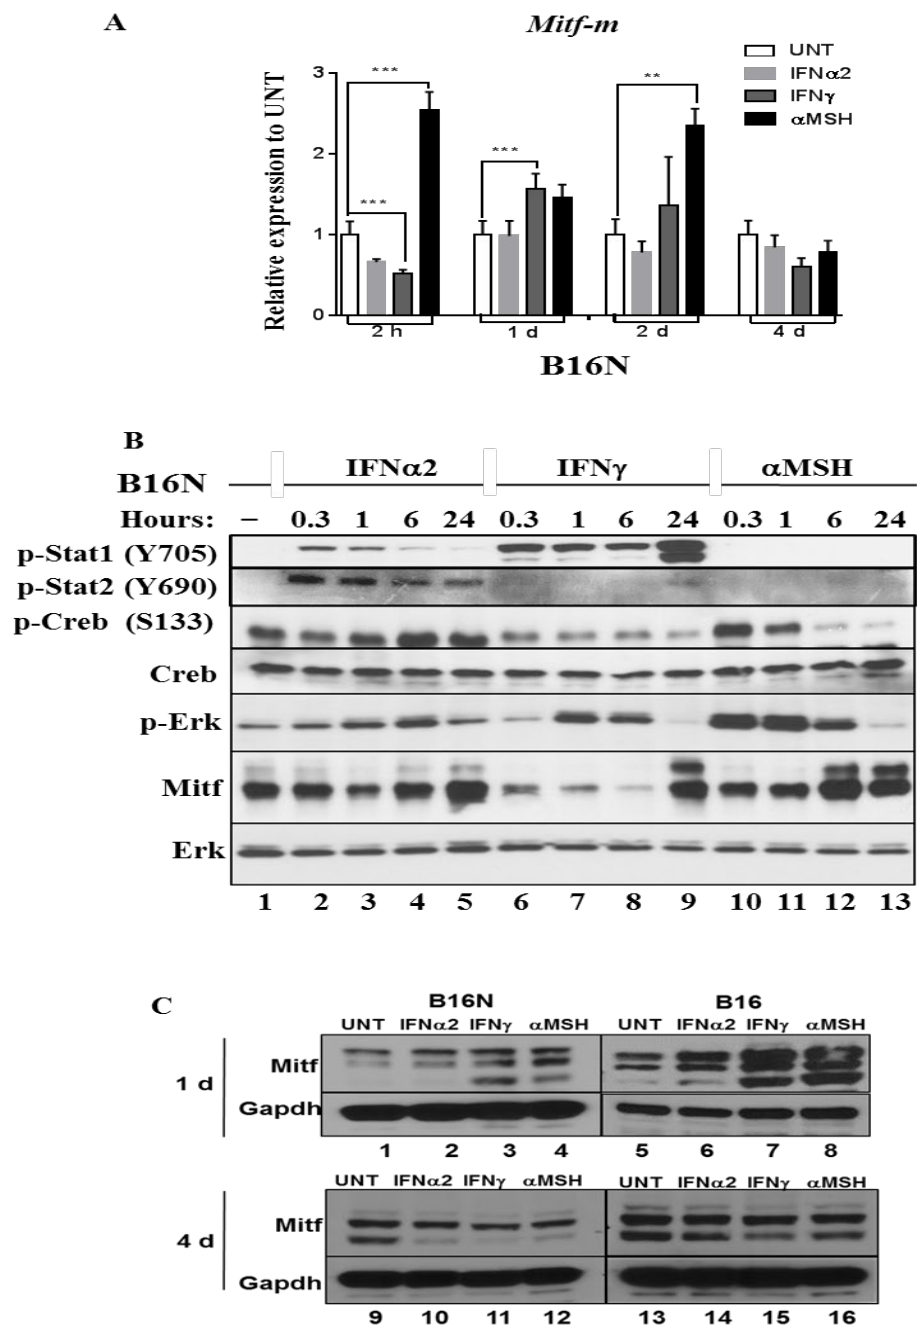 A
Mitf-m
UNT
IFNα2
IFNγ
αMSH
Relative expression to UNT
3
2
1
0
***
***
***
**
2 h
1 d
2 d
4 d
B16N
B
IFNα2 IFNγ αMSH
B16N
Hours: – 0.3 1 6 24 0.3 1 6 24 0.3 1 6 24
p-Stat1 (Y705)
p-Stat2 (Y690)
p-Creb (S133)
Creb
p-Erk
Mitf
Erk
1 2 3 4 5 6 7 8 9 10 11 12 13
C
B16N B16
UNT IFNα2 IFNγ αMSH UNT IFNα2 IFNγ αMSH
1 d
Mitf
Gapdh
1 2 3 4 5 6 7 8
UNT IFNα2 IFNγ αMSH UNT IFNα2 IFNγ αMSH
4 d
Mitf
Gapdh
9 10 11 12 13 14 15 16